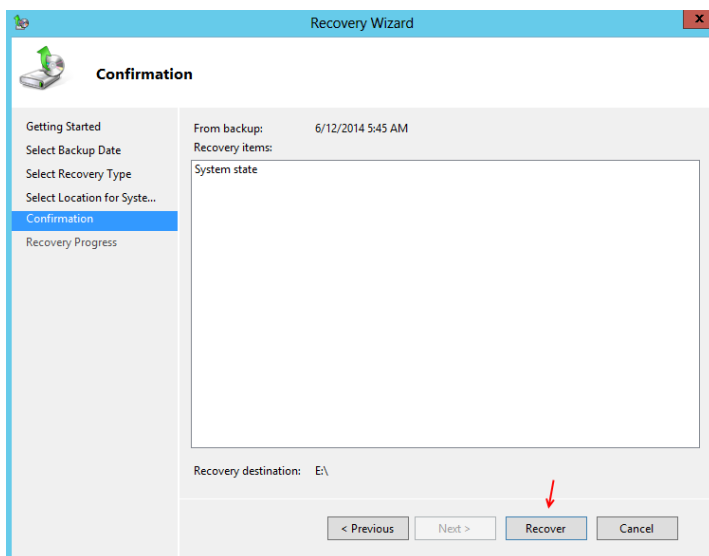 Recovery Wizard
x
Confirmation
Getting Started
Select Backup Date
Select Recovery Type
Select Location for Syste...
Confirmation
Recovery Progress
From backup: 6/12/2014 5:45 AM
Recovery items:
System state
Recovery destination: E:\
< Previous Next > Recover Cancel